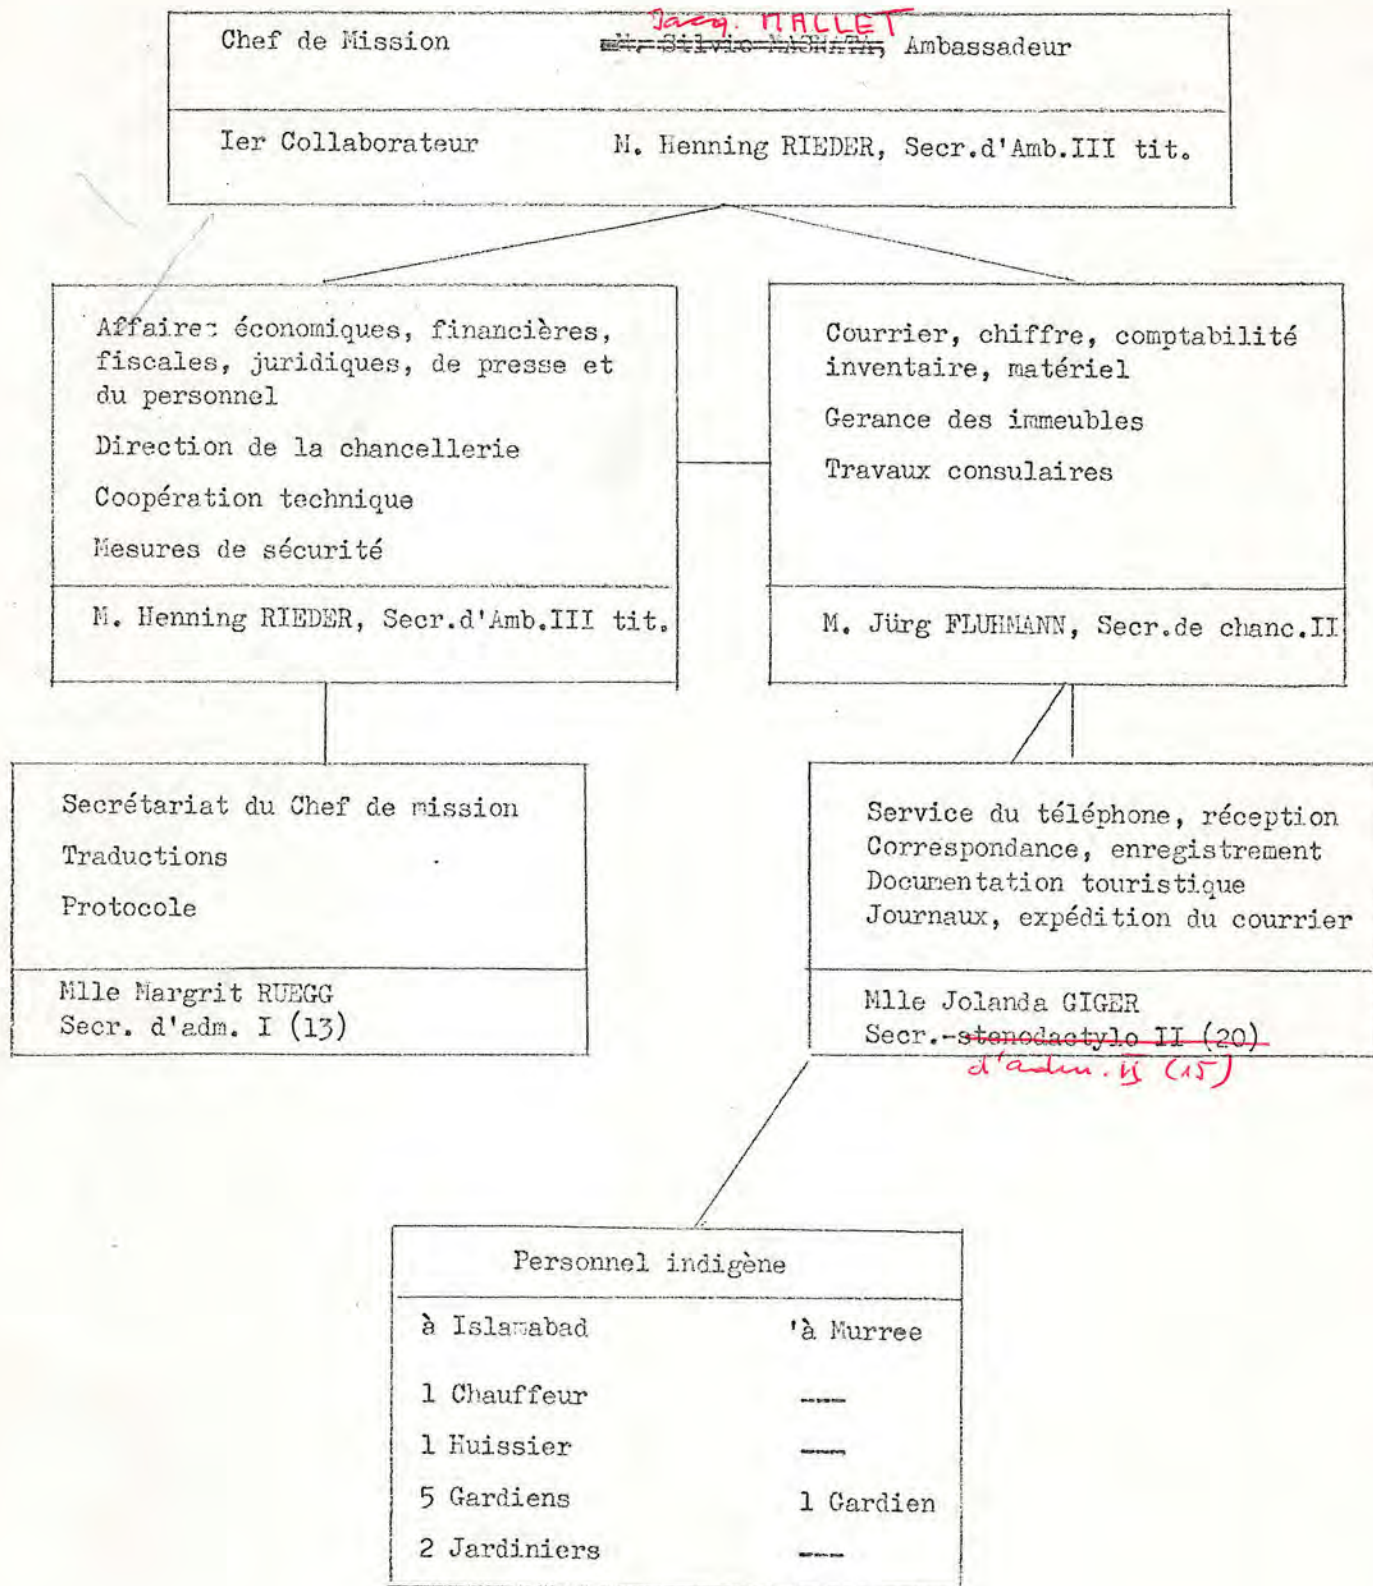 Jacq. MALLET
Chef de Mission M. Silvio MASNATA, Ambassadeur
Ier Collaborateur M. Henning RIEDER, Secr.d'Amb.III tit.
Affaires économiques, financières,
fiscales, juridiques, de presse et
du personnel
Direction de la chancellerie
Coopération technique
Mesures de sécurité
M. Henning RIEDER, Secr.d'Amb.III tit.
Courrier, chiffre, comptabilité
inventaire, matériel
Gerance des immeubles
Travaux consulaires
M. Jürg FLUHMANN, Secr.de chanc.II
Secrétariat du Chef de mission
Traductions
Protocole
Mlle Margrit RUEGG
Secr. d'adm. I (13)
Service du téléphone, réception
Correspondance, enregistrement
Documentation touristique
Journaux, expédition du courrier
Mlle Jolanda GIGER
Secr.-stenodactylo II (20)
d'adm. II (15)
Personnel indigène
à Islamabad 'à Murree
1 Chauffeur ---
1 Huissier ---
5 Gardiens 1 Gardien
2 Jardiniers ---